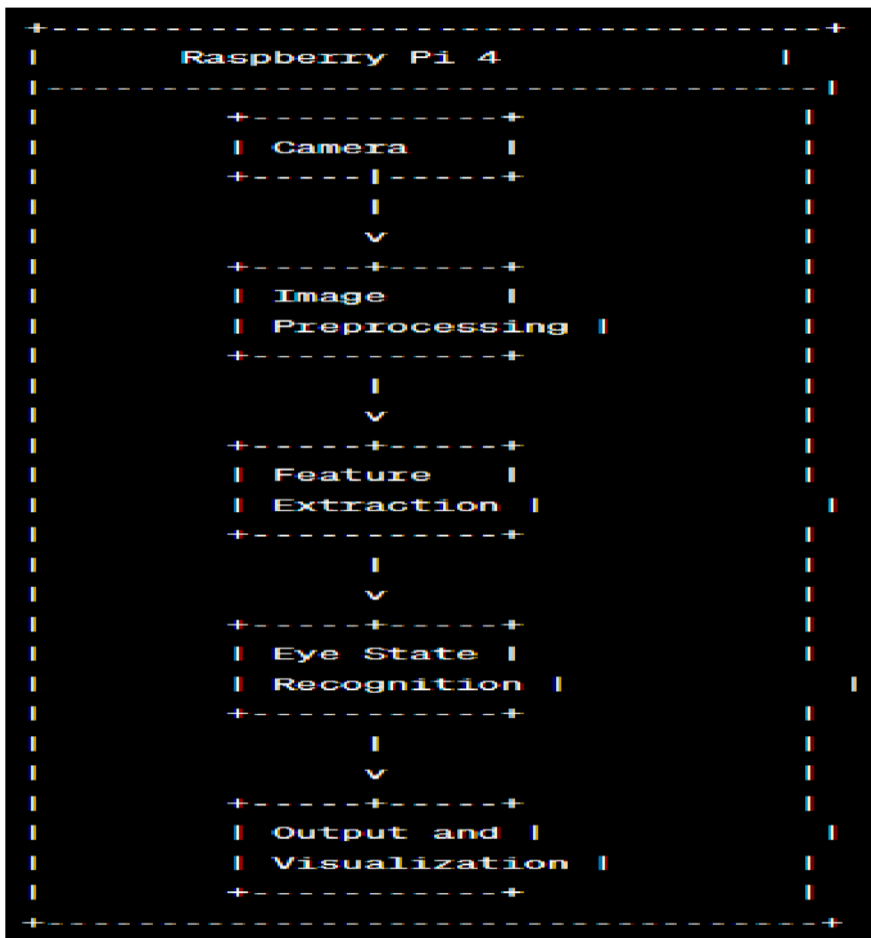 Raspberry Pi 4
Camera
Image
Preprocessing
Feature
Extraction
Eye State
Recognition
Output and
Visualization